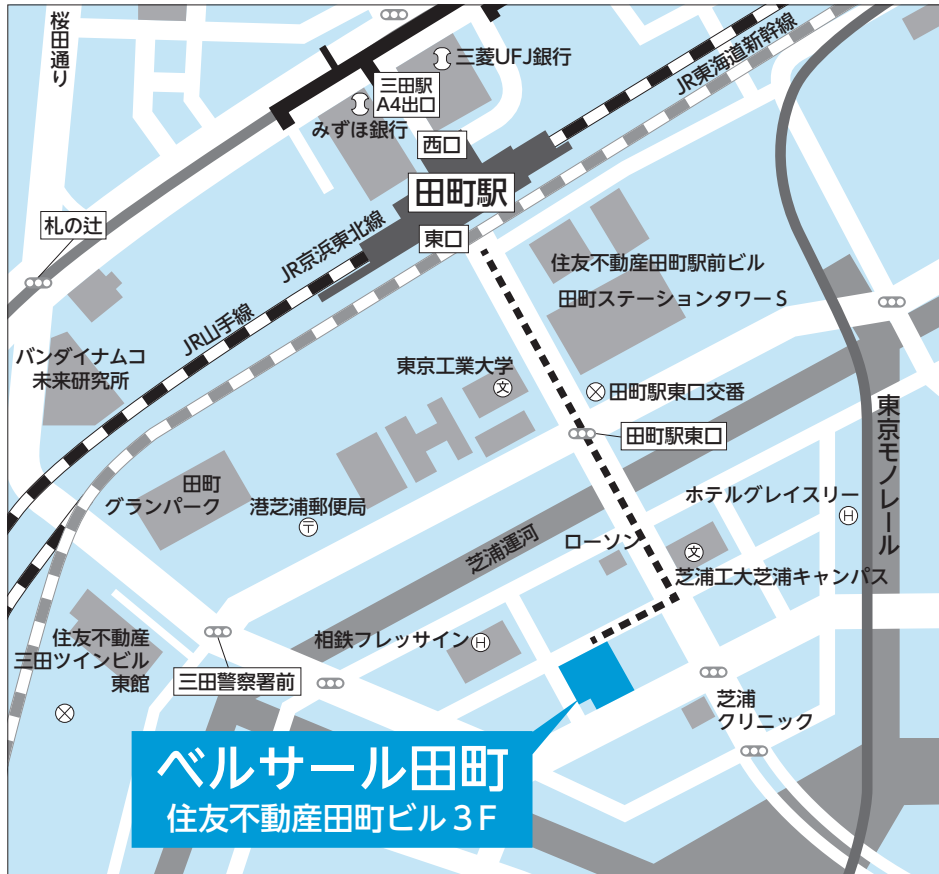 桜田通り
三菱UFJ銀行
JR東海道新幹線
三田駅
A4出口
みずほ銀行
西口
田町駅
東口
札の辻
JR京浜東北線
JR山手線
住友不動産田町駅前ビル
田町ステーションタワーS
バンダイナムコ
未来研究所
東京工業大学
文
田町駅東口交番
東京モノレール
田町駅東口
田町
グランパーク
港芝浦郵便局
〒
ホテルグレイスリー
H
芝浦運河
ローソン
文
芝浦工大芝浦キャンパス
住友不動産
三田ツインビル
東館
相鉄フレッサイン
H
三田警察署前
芝浦
クリニック
ベルサール田町
住友不動産田町ビル3F